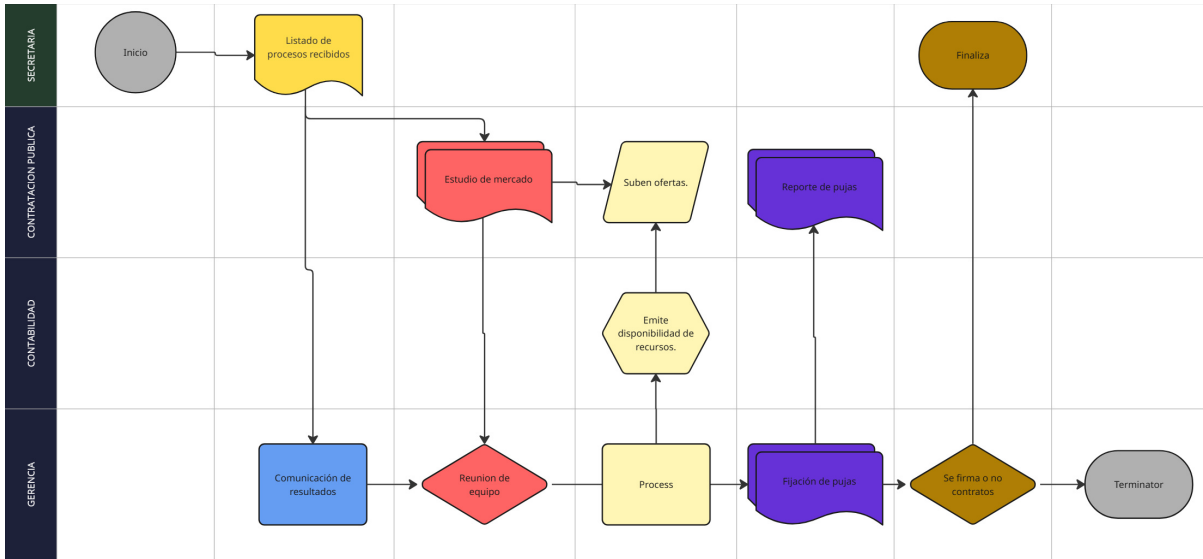 SECRETARIA
Inicio
Listado de
procesos recibidos
Finaliza
CONTRATACION PUBLICA
Estudio de mercado
Suben ofertas.
Reporte de pujas
CONTABILIDAD
Emite
disponibilidad de
recursos.
GERENCIA
Comunicación de
resultados
Reunion de
equipo
Process
Fijación de pujas
Se firma o no
contratos
Terminator